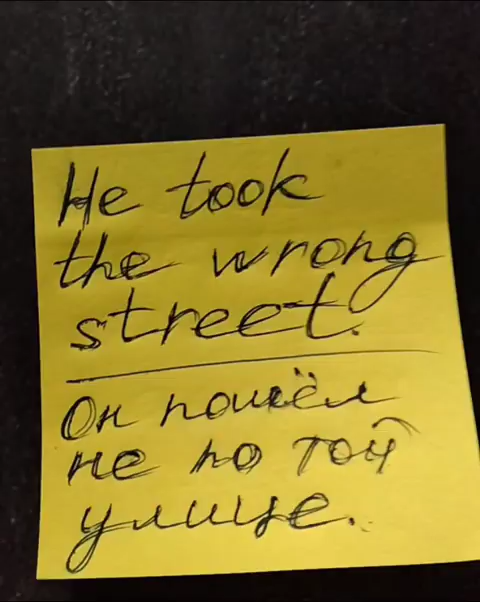 He took
the wrong
street.
Он пошёл
не по той
улице.